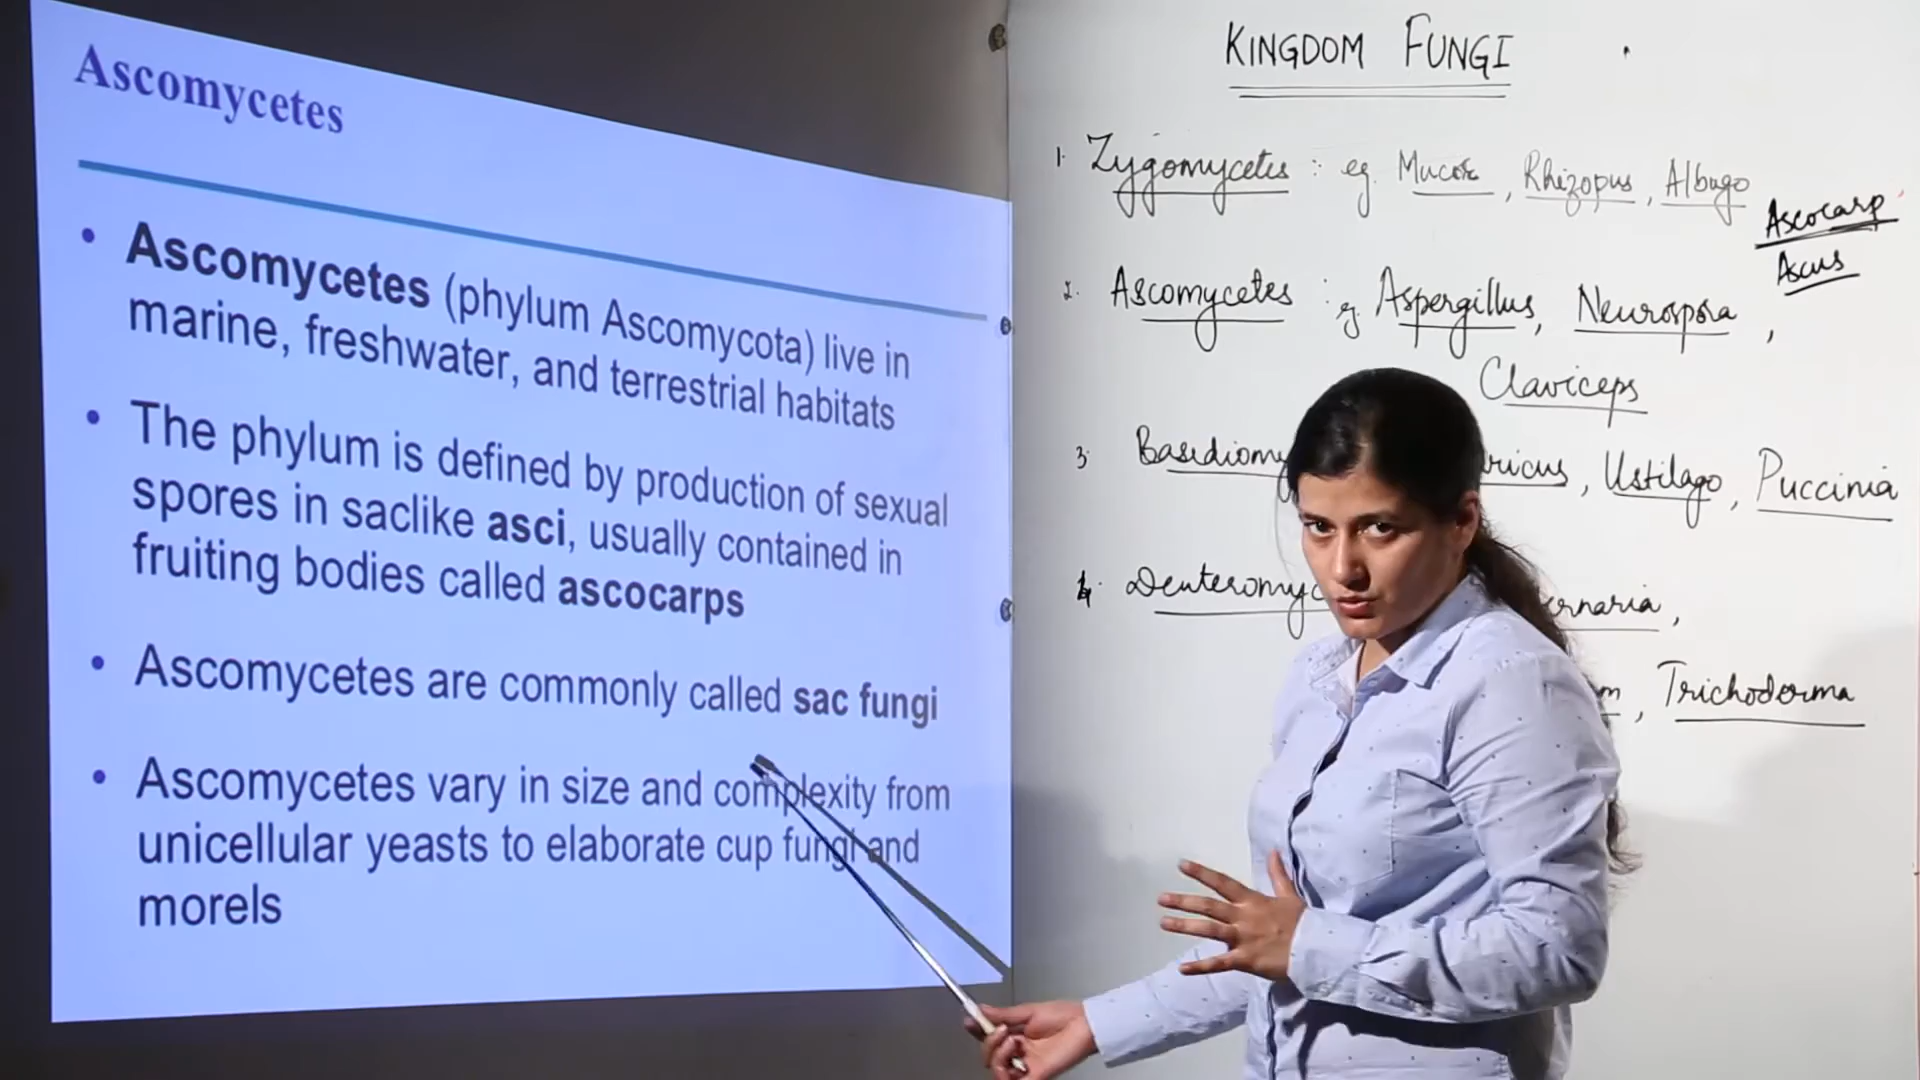 Ascomycetes
• Ascomycetes (phylum Ascomycota) live in
marine, freshwater, and terrestrial habitats
• The phylum is defined by production of sexual
spores in saclike asci, usually contained in
fruiting bodies called ascocarps
• Ascomycetes are commonly called sac fungi
• Ascomycetes vary in size and complexity from
unicellular yeasts to elaborate cup fungi and
morels
KINGDOM FUNGI
1. Zygomycetes : eg. Mucor, Rhizopus, Albugo
Ascocarp
Ascus
2. Ascomycetes : eg. Aspergillus, Neurospora,
Claviceps
3. Basediomy ricus, Ustilago, Puccinia
4. Deuteromyc ernaria,
m, Trichoderma